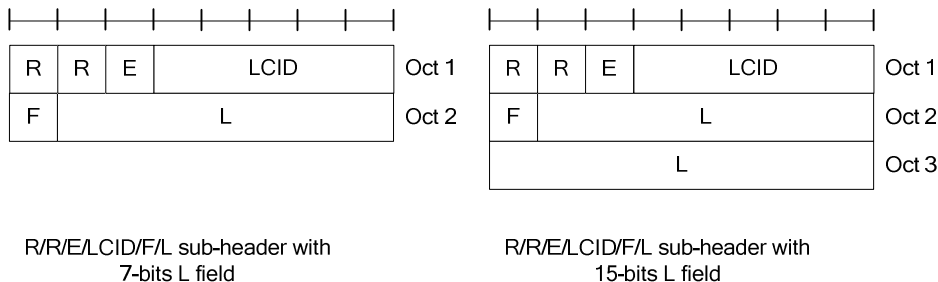 R R E LCID Oct 1
F L Oct 2
R/R/E/LCID/F/L sub-header with
7-bits L field
R R E LCID Oct 1
F L Oct 2
L Oct 3
R/R/E/LCID/F/L sub-header with
15-bits L field